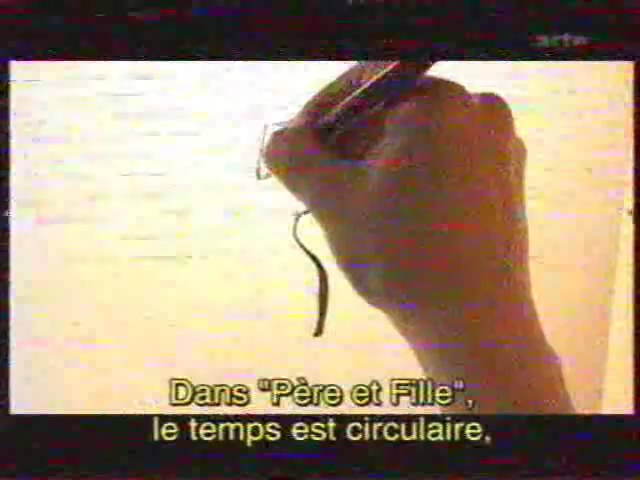 arte
Dans "Père et Fille",
le temps est circulaire,